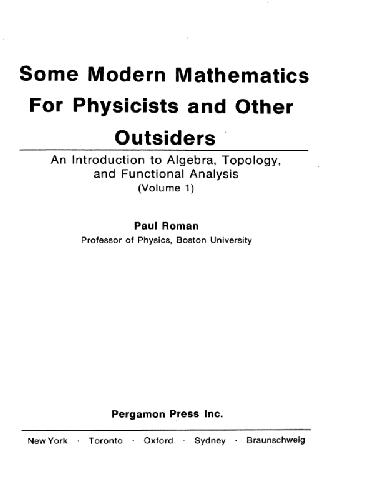 Some Modern Mathematics
For Physicists and Other
Outsiders
An Introduction to Algebra, Topology,
and Functional Analysis
(Volume 1)
Paul Roman
Professor of Physics, Boston University
Pergamon Press Inc.
New York · Toronto · Oxford · Sydney · Braunschweig